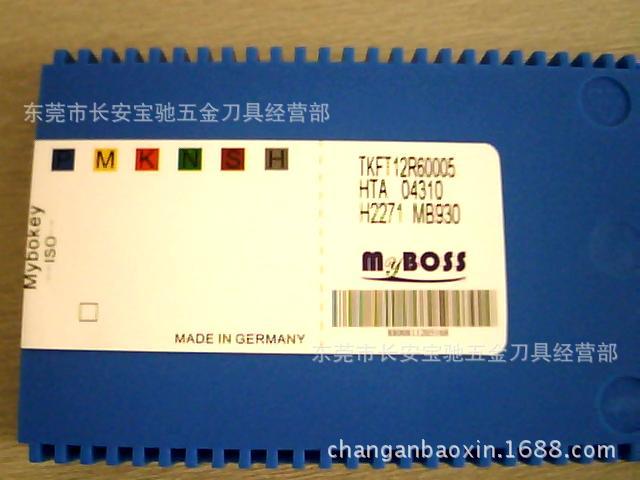 东莞市长安宝驰五金刀具经营部
P M K N S H
TKFT12R60005
HTA 04310
H2271 MB930
MyBOSS
Mybokey
ISO
MADE IN GERMANY
东莞市长安宝驰五金刀具经营部
changanbaoxin.1688.com